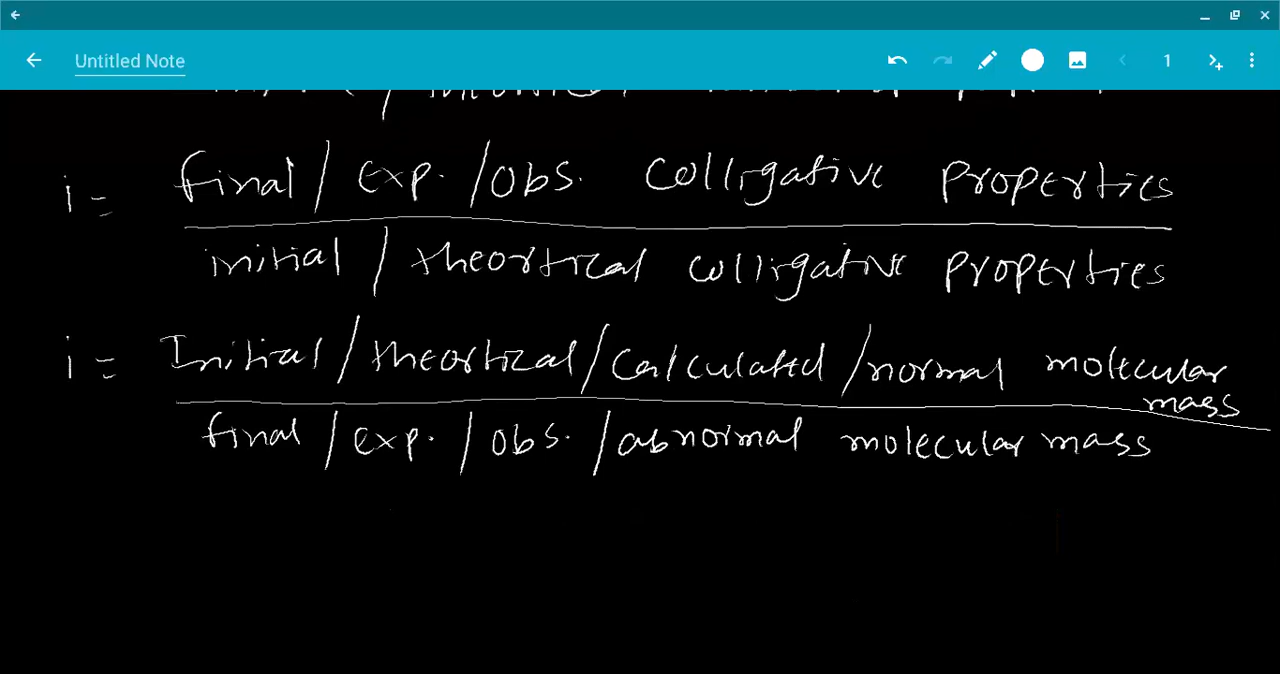 Untitled Note
1
i = final / exp. / obs. colligative properties
initial / theortical colligative properties
i = Initial / theortical / calculated / normal molecular mass
final / exp. / obs. / abnormal molecular mass